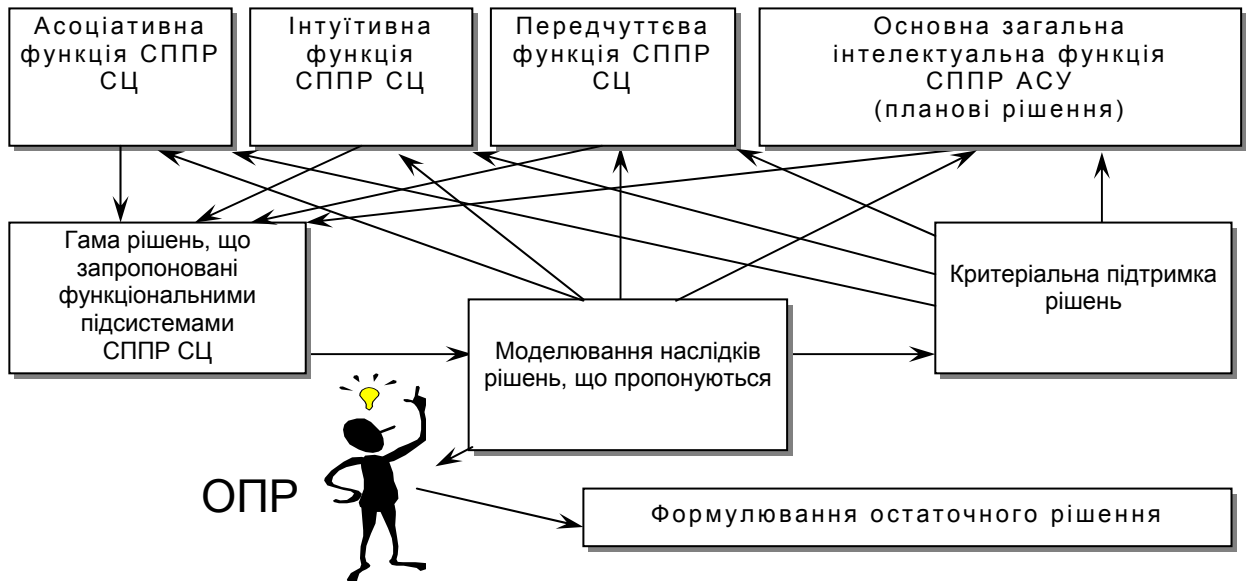 Асоціативна
функція СППР
СЦ
Інтуїтивна
функція
СППР СЦ
Передчуттєва
функція СППР
СЦ
Основна загальна
інтелектуальна функція
СППР АСУ
(планові рішення)
Гама рішень, що
запропоновані
функціональними
підсистемами
СППР СЦ
Моделювання наслідків
рішень, що пропонуються
Критеріальна підтримка
рішень
ОПР
Формулювання остаточного рішення